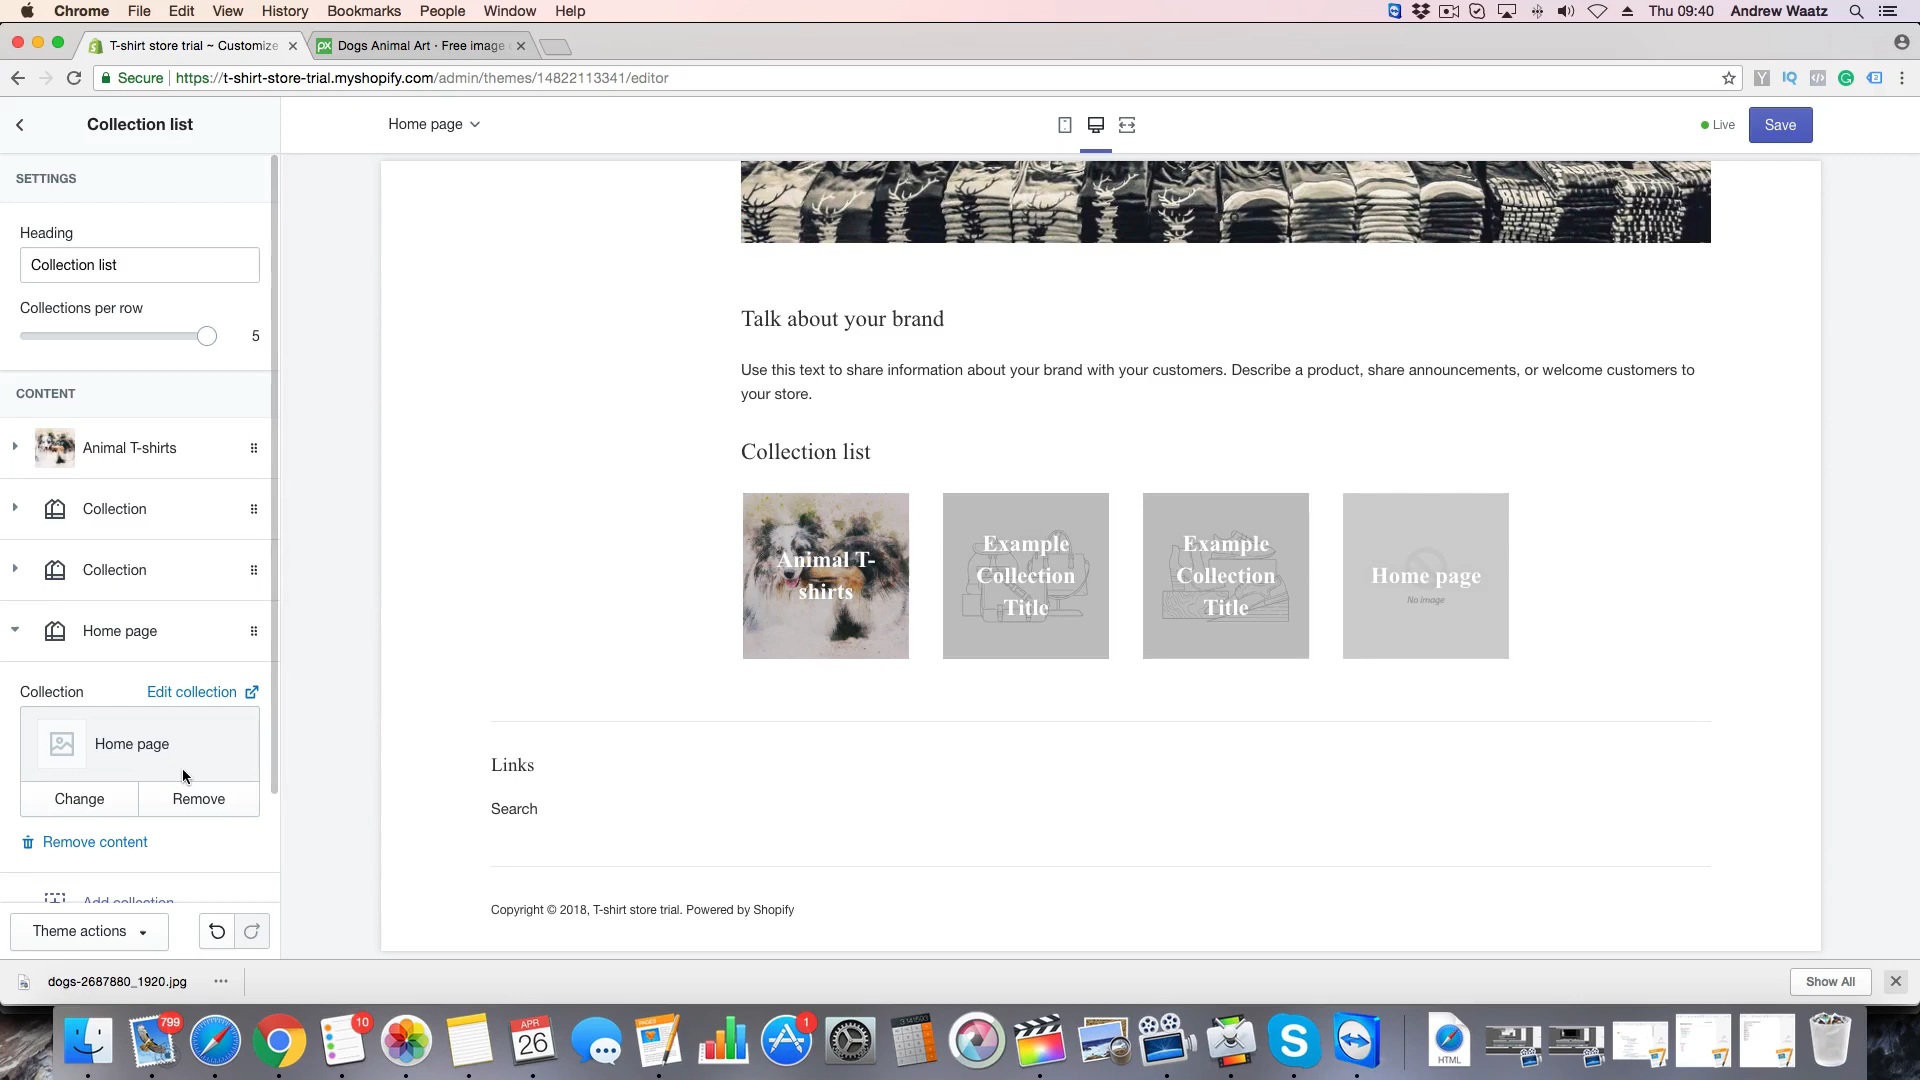 Chrome File Edit View History Bookmarks People Window Help Thu 09:40 Andrew Waatz
T-shirt store trial ~ Customize
Dogs Animal Art · Free image
Secure https://t-shirt-store-trial.myshopify.com/admin/themes/14822113341/editor
Collection list
Home page
Live
Save
SETTINGS
Heading
Collection list
Collections per row
5
CONTENT
Animal T-shirts
Collection
Collection
Home page
Collection Edit collection
Home page
Change Remove
Remove content
Add collection
Theme actions
Talk about your brand
Use this text to share information about your brand with your customers. Describe a product, share announcements, or welcome customers to
your store.
Collection list
Animal T-
shirts
Example
Collection
Title
Example
Collection
Title
Home page
No image
Links
Search
Copyright © 2018, T-shirt store trial. Powered by Shopify
dogs-2687880_1920.jpg
Show All
799
10
APR
26
PAGES
1
HTML